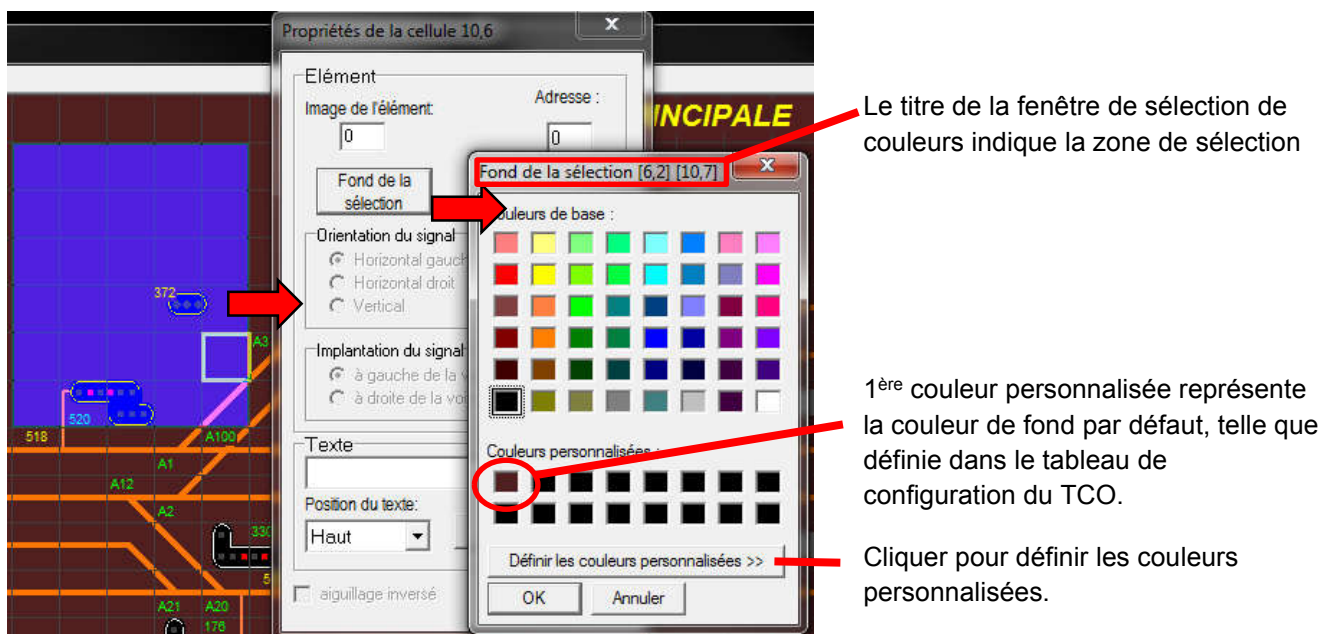 Propriétés de la cellule 10,6
x
Elément
Image de l'élément:
Adresse :
0
0
Fond de la
sélection
Orientation du signal
Horizontal gauch
Horizontal droit
Vertical
Implantation du signal
à gauche de la v
à droite de la voi
Texte
Position du texte:
Haut
aiguillage inversé
INCIPALE
Fond de la sélection [6,2] [10,7]
x
ouleurs de base :
Couleurs personnalisées :
Définir les couleurs personnalisées >>
OK
Annuler
372
A3
520
518
A100
A1
A12
A2
330
5
A21
A20
176
Le titre de la fenêtre de sélection de
couleurs indique la zone de sélection
1ère couleur personnalisée représente
la couleur de fond par défaut, telle que
définie dans le tableau de
configuration du TCO.
Cliquer pour définir les couleurs
personnalisées.